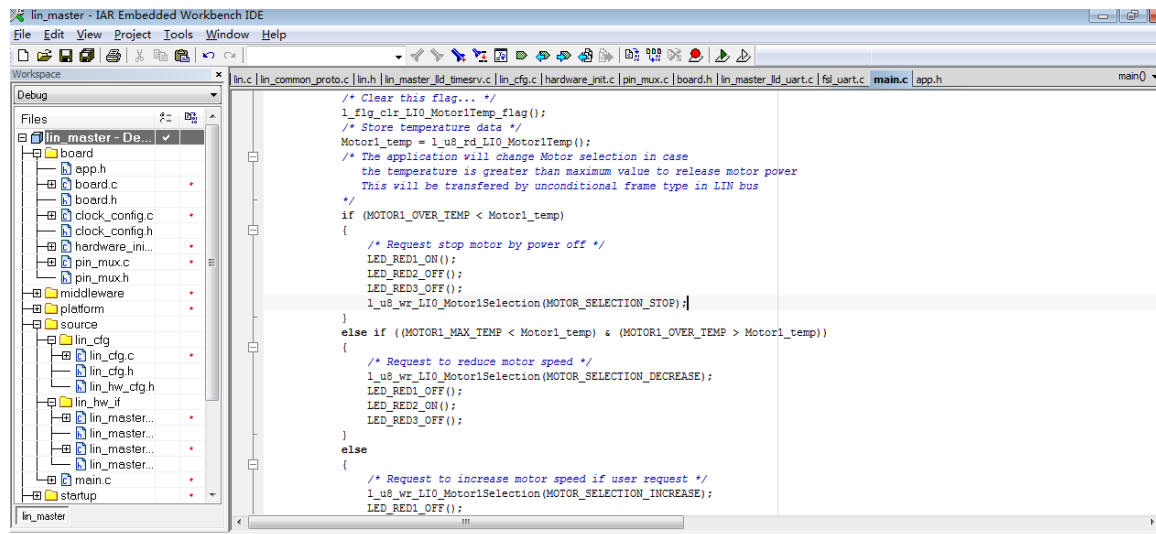 lin_master - IAR Embedded Workbench IDE
File Edit View Project Tools Window Help
Workspace
lin.c | lin_common_proto.c | lin.h | lin_master_lld_timesrv.c | lin_cfg.c | hardware_init.c | pin_mux.c | board.h | lin_master_lld_uart.c | fsl_uart.c main.c app.h
main()
Debug
Files
lin_master - De...
board
app.h
board.c
board.h
clock_config.c
clock_config.h
hardware_ini...
pin_mux.c
pin_mux.h
middleware
platform
source
lin_cfg
lin_cfg.c
lin_cfg.h
lin_hw_cfg.h
lin_hw_if
lin_master...
lin_master...
lin_master...
lin_master...
main.c
startup
lin_master
/* Clear this flag... */
l_flg_clr_LI0_Motor1Temp_flag();
/* Store temperature data */
Motor1_temp = l_u8_rd_LI0_Motor1Temp();
/* The application will change Motor selection in case
the temperature is greater than maximum value to release motor power
This will be transfered by unconditional frame type in LIN bus
*/
if (MOTOR1_OVER_TEMP < Motor1_temp)
{
/* Request stop motor by power off */
LED_RED1_ON();
LED_RED2_OFF();
LED_RED3_OFF();
l_u8_wr_LI0_Motor1Selection(MOTOR_SELECTION_STOP);
}
else if ((MOTOR1_MAX_TEMP < Motor1_temp) & (MOTOR1_OVER_TEMP > Motor1_temp))
{
/* Request to reduce motor speed */
l_u8_wr_LI0_Motor1Selection(MOTOR_SELECTION_DECREASE);
LED_RED1_OFF();
LED_RED2_ON();
LED_RED3_OFF();
}
else
{
/* Request to increase motor speed if user request */
l_u8_wr_LI0_Motor1Selection(MOTOR_SELECTION_INCREASE);
LED_RED1_OFF();